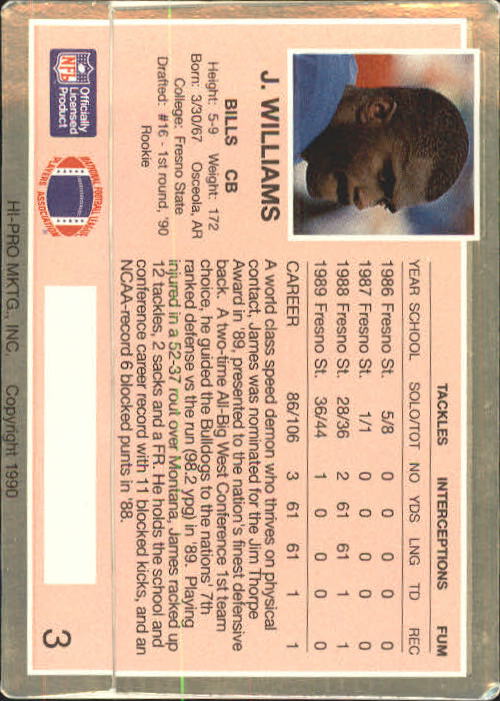 J. WILLIAMS
BILLS CB
Height: 5-9 Weight: 172
Born: 3/30/67 Osceola, AR
College: Fresno State
Drafted: #16 - 1st round, '90
Rookie
NFL
Officially
Licensed
Product
NATIONAL FOOTBALL LEAGUE
PLAYERS ASSOCIATION
TACKLES INTERCEPTIONS FUM
YEAR SCHOOL SOLO/TOT NO YDS LNG TD REC
1986 Fresno St. 5/8 0 0 0 0 0
1987 Fresno St. 1/1 0 0 0 0 0
1988 Fresno St. 28/36 2 61 61 1 1
1989 Fresno St. 36/44 1 0 0 0 0
CAREER 86/106 3 61 61 1 1
A world class speed demon who thrives on physical
contact, James was nominated for the Jim Thorpe
Award in '89, presented to the nation's finest defensive
back. A two-time All-Big West Conference 1st team
choice, he guided the Bulldogs to the nations' 7th
ranked defense vs the run (98.2 ypg) in '89. Playing
injured in a 52-37 rout over Montana, James racked up
12 tackles, 2 sacks and a FR. He holds the school and
conference career record with 11 blocked kicks, and an
NCAA-record 6 blocked punts in '88.
3
HI-PRO MKTG., INC. Copyright 1990